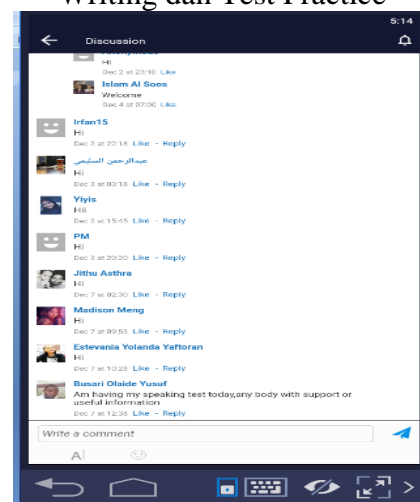 Writing dan Test Practice
5:14
Discussion
Anonymous
Hi
Dec 2 at 23:10 Like
Islam Al Soos
Welcome
Dec 4 at 07:00 Like
Irfan15
Hi
Dec 2 at 22:18 Like - Reply
عبدالرحمن السليمي
Hi
Dec 3 at 03:18 Like - Reply
Yiyis
Hiii
Dec 3 at 15:45 Like - Reply
PM
Hi
Dec 3 at 20:20 Like - Reply
Jithu Asthra
Hi
Dec 7 at 02:30 Like - Reply
Madison Meng
Hi
Dec 7 at 09:53 Like - Reply
Estevania Yolanda Yaftoran
Hi
Dec 7 at 10:28 Like - Reply
Busari Olaide Yusuf
Am having my speaking test today,any body with support or
useful information
Dec 7 at 12:38 Like - Reply
Write a comment
A